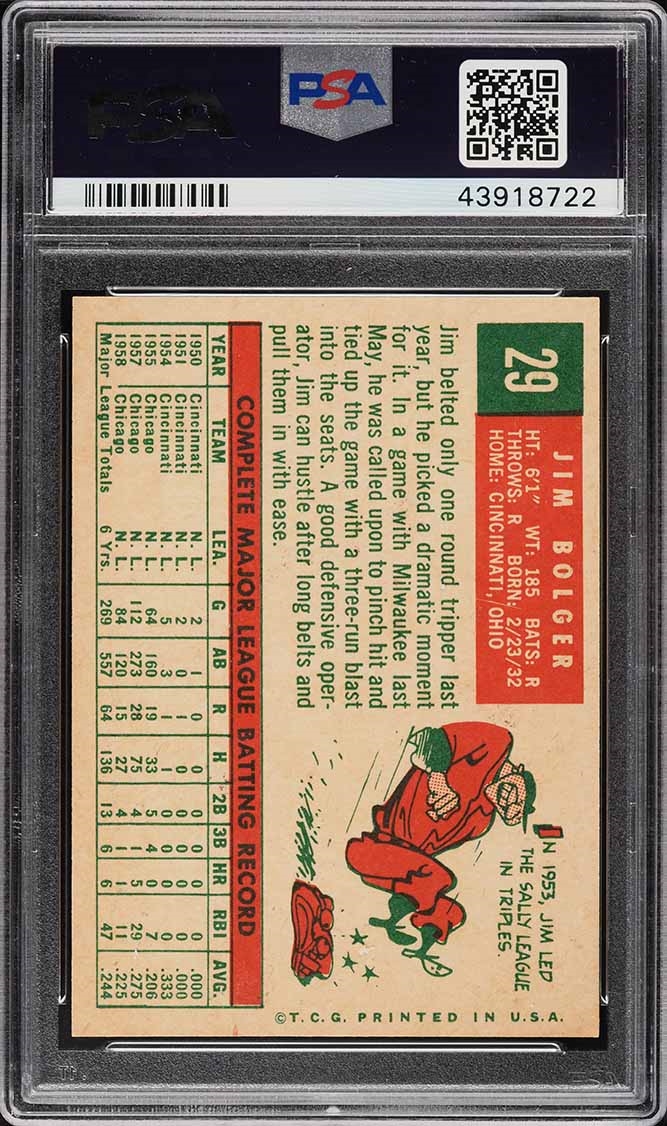 PSA
PSA
43918722
29
JIM BOLGER
HT: 6'1" WT: 185 BATS: R
THROWS: R BORN: 2/23/32
HOME: CINCINNATI, OHIO
Jim belted only one round tripper last
year, but he picked a dramatic moment
for it. In a game with Milwaukee last
May, he was called upon to pinch hit and
tied up the game with a three-run blast
into the seats. A good defensive oper-
ator, Jim can hustle after long belts and
pull them in with ease.
IN 1953, JIM LED
THE SALLY LEAGUE
IN TRIPLES.
COMPLETE MAJOR LEAGUE BATTING RECORD
YEAR TEAM LEA. G AB R H 2B 3B HR RBI AVG.
1950 Cincinnati N.L. 2 1 0 0 0 0 0 0 .000
1951 Cincinnati N.L. 2 0 1 0 0 0 0 0 .000
1954 Cincinnati N.L. 5 3 1 1 0 0 0 0 .333
1955 Chicago N.L. 64 160 19 33 5 4 0 7 .206
1957 Chicago N.L. 112 273 28 75 4 1 5 29 .275
1958 Chicago N.L. 84 120 15 27 4 1 1 11 .225
Major League Totals 6 Yrs. 269 557 64 136 13 6 6 47 .244
©T.C.G. PRINTED IN U.S.A.
PSA